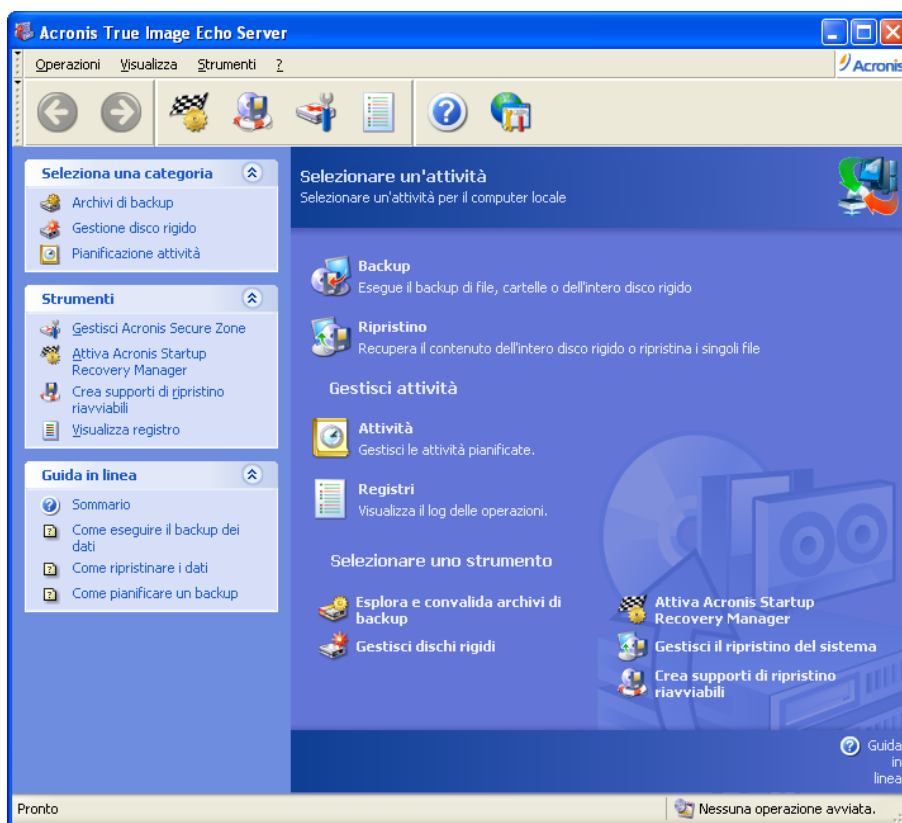 Acronis True Image Echo Server
Operazioni Visualizza Strumenti ?
Acronis
Seleziona una categoria
Archivi di backup
Gestione disco rigido
Pianificazione attività
Strumenti
Gestisci Acronis Secure Zone
Attiva Acronis Startup
Recovery Manager
Crea supporti di ripristino
riavviabili
Visualizza registro
Guida in linea
Sommario
Come eseguire il backup dei
dati
Come ripristinare i dati
Come pianificare un backup
Selezionare un'attività
Selezionare un'attività per il computer locale
Backup
Esegue il backup di file, cartelle o dell'intero disco rigido
Ripristino
Recupera il contenuto dell'intero disco rigido o ripristina i singoli file
Gestisci attività
Attività
Gestisci le attività pianificate.
Registri
Visualizza il log delle operazioni.
Selezionare uno strumento
Esplora e convalida archivi di
backup
Gestisci dischi rigidi
Attiva Acronis Startup
Recovery Manager
Gestisci il ripristino del sistema
Crea supporti di ripristino
riavviabili
Guida
in
linea
Pronto
Nessuna operazione avviata.